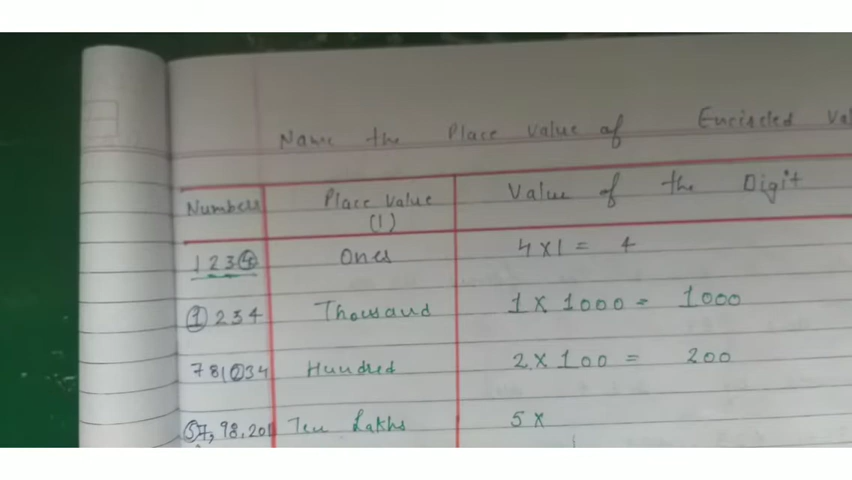 Name the Place Value of Encircled Val
Numbers Place Value (1) Value of the Digit
1234 Ones 4 X 1 = 4
1234 Thousand 1 X 1000 = 1000
781234 Hundred 2 X 100 = 200
57,98,201 Ten Lakhs 5 X